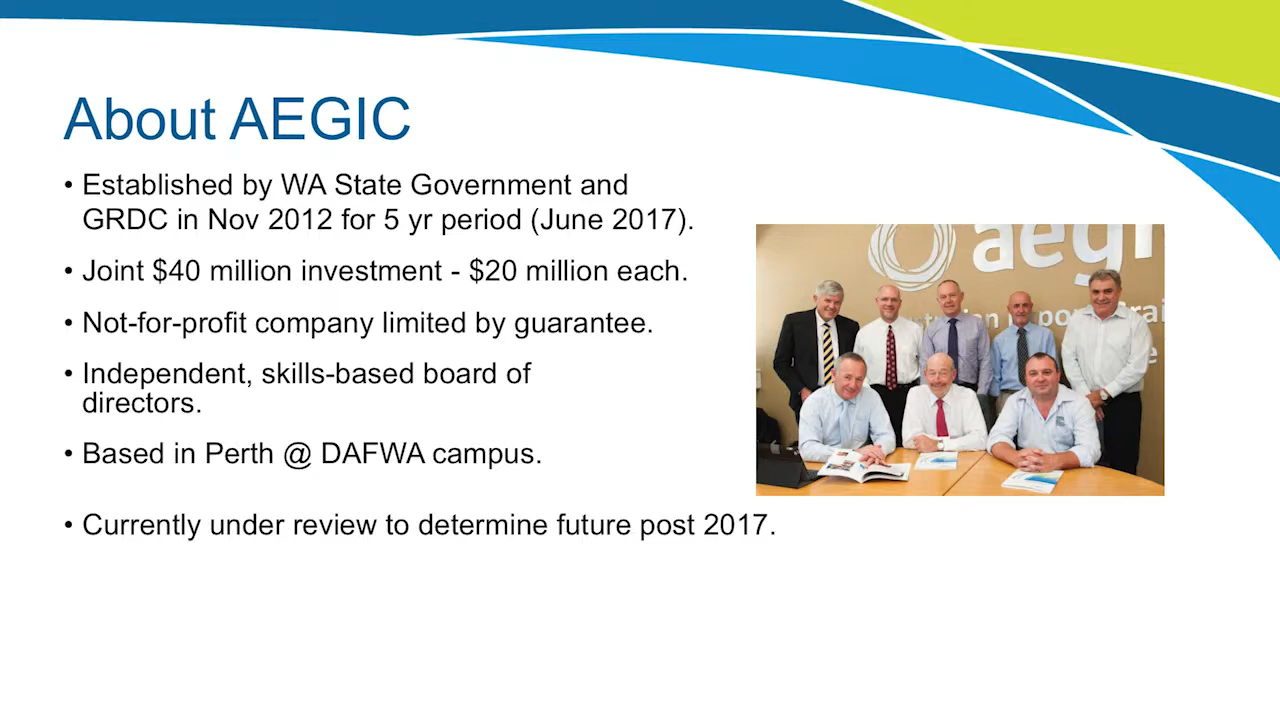 About AEGIC
• Established by WA State Government and
GRDC in Nov 2012 for 5 yr period (June 2017).
• Joint $40 million investment - $20 million each.
• Not-for-profit company limited by guarantee.
• Independent, skills-based board of
directors.
• Based in Perth @ DAFWA campus.
• Currently under review to determine future post 2017.
aegi